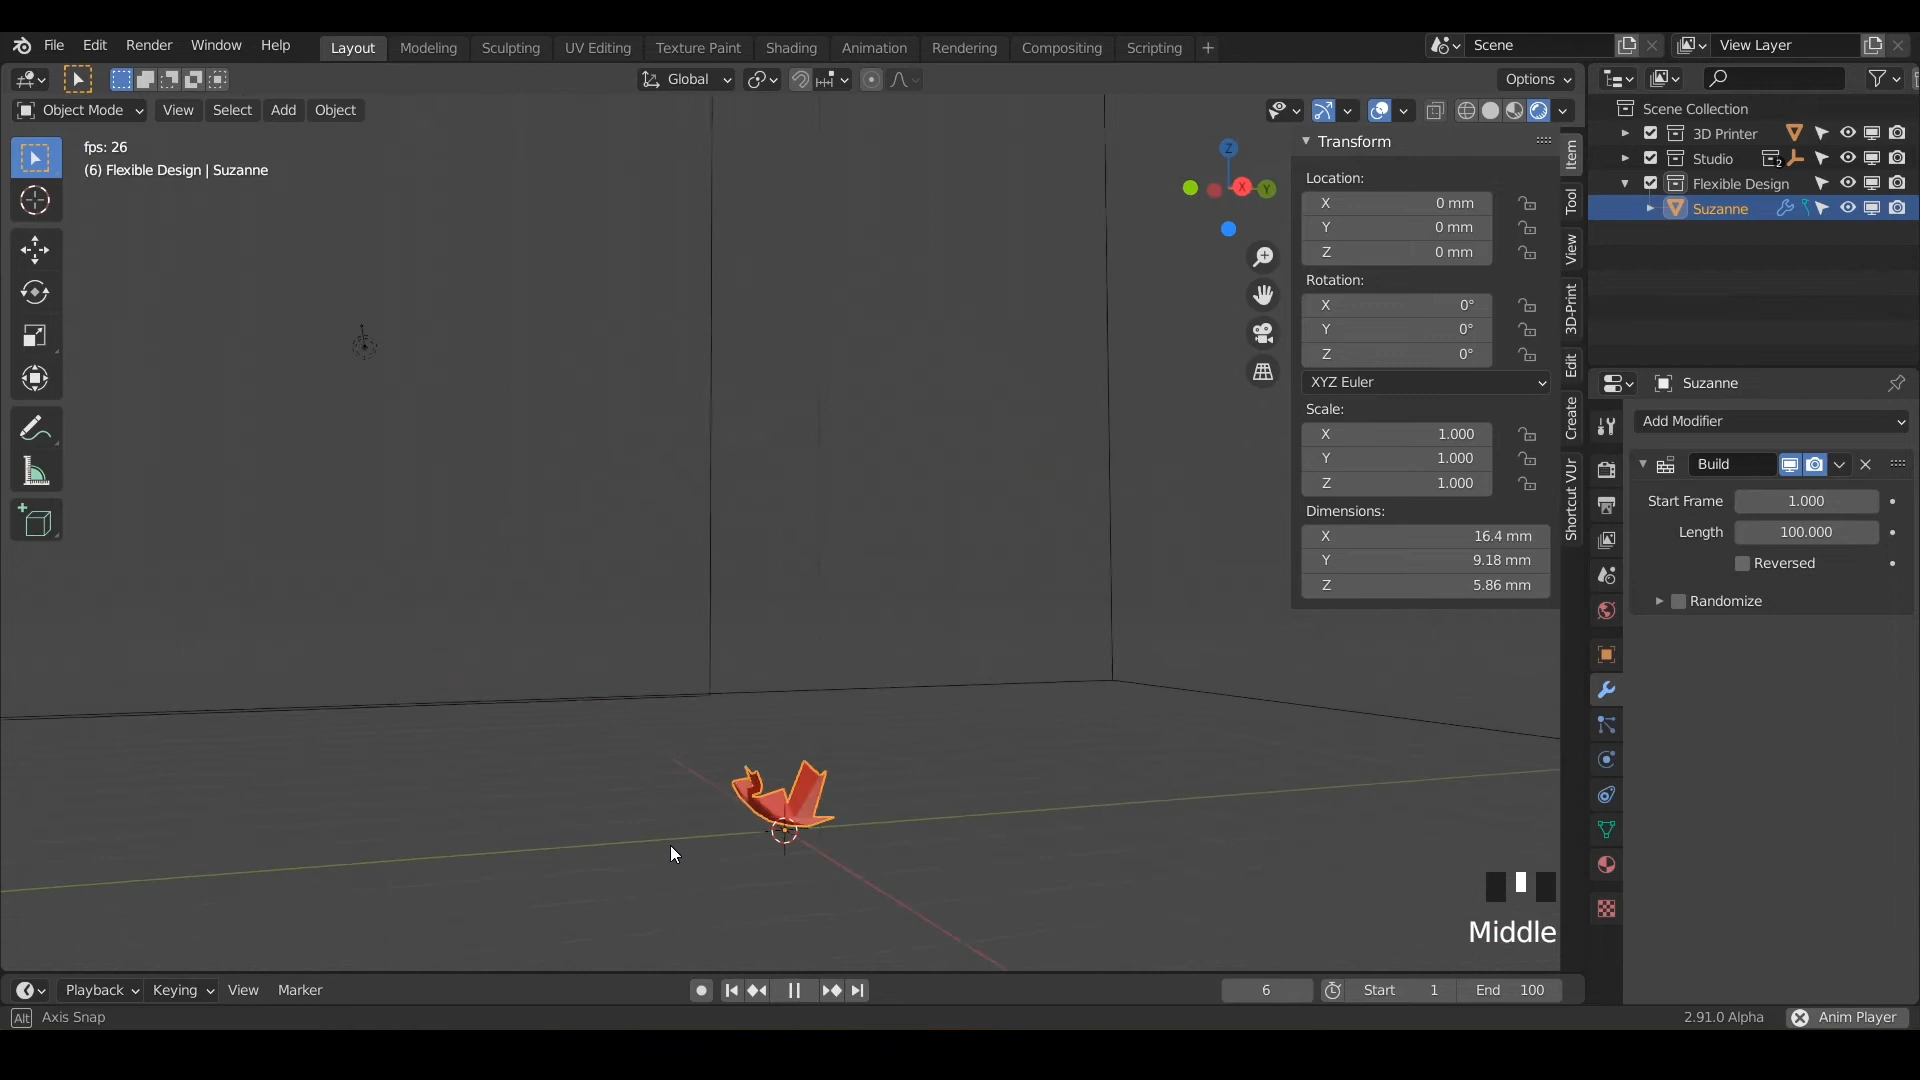 File Edit Render Window Help
Layout Modeling Sculpting UV Editing Texture Paint Shading Animation Rendering Compositing Scripting +
Scene
View Layer
Global
Options
Object Mode View Select Add Object
fps: 26
(6) Flexible Design | Suzanne
Z
X
Y
Transform
Location:
X 0 mm
Y 0 mm
Z 0 mm
Rotation:
X 0°
Y 0°
Z 0°
XYZ Euler
Scale:
X 1.000
Y 1.000
Z 1.000
Dimensions:
X 16.4 mm
Y 9.18 mm
Z 5.86 mm
Item
Tool
View
3D-Print
Edit
Create
Shortcut VUr
Scene Collection
3D Printer
Studio 2
Flexible Design
Suzanne
Suzanne
Add Modifier
Build
Start Frame 1.000
Length 100.000
Reversed
Randomize
Middle
Playback Keying View Marker
6
Start 1
End 100
Alt Axis Snap
2.91.0 Alpha
Anim Player